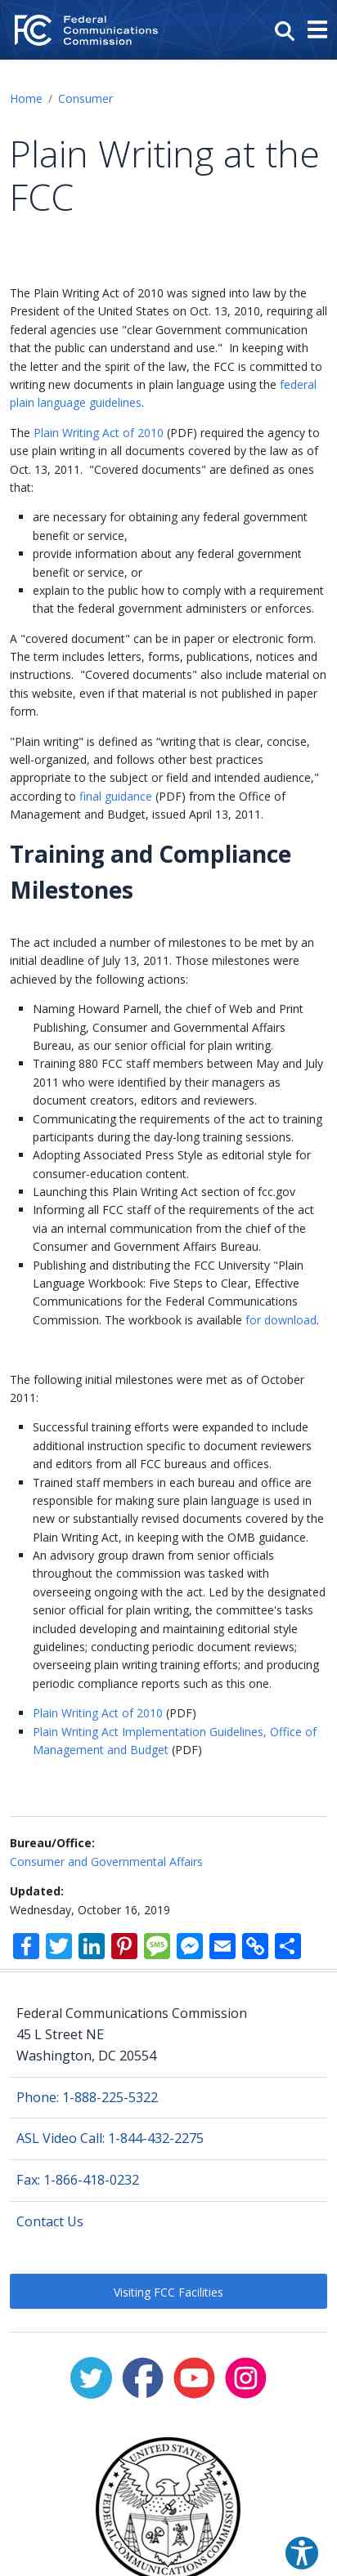 FCC Federal
Communications
Commission
Home / Consumer
Plain Writing at the
FCC
The Plain Writing Act of 2010 was signed into law by the
President of the United States on Oct. 13, 2010, requiring all
federal agencies use "clear Government communication
that the public can understand and use."  In keeping with
the letter and the spirit of the law, the FCC is committed to
writing new documents in plain language using the federal
plain language guidelines.
The Plain Writing Act of 2010 (PDF) required the agency to
use plain writing in all documents covered by the law as of
Oct. 13, 2011.  "Covered documents" are defined as ones
that:
▪ are necessary for obtaining any federal government
benefit or service,
▪ provide information about any federal government
benefit or service, or
▪ explain to the public how to comply with a requirement
that the federal government administers or enforces.
A "covered document" can be in paper or electronic form.
The term includes letters, forms, publications, notices and
instructions.  "Covered documents" also include material on
this website, even if that material is not published in paper
form.
"Plain writing" is defined as “writing that is clear, concise,
well-organized, and follows other best practices
appropriate to the subject or field and intended audience,"
according to final guidance (PDF) from the Office of
Management and Budget, issued April 13, 2011.
Training and Compliance
Milestones
The act included a number of milestones to be met by an
initial deadline of July 13, 2011. Those milestones were
achieved by the following actions:
▪ Naming Howard Parnell, the chief of Web and Print
Publishing, Consumer and Governmental Affairs
Bureau, as our senior official for plain writing.
▪ Training 880 FCC staff members between May and July
2011 who were identified by their managers as
document creators, editors and reviewers.
▪ Communicating the requirements of the act to training
participants during the day-long training sessions.
▪ Adopting Associated Press Style as editorial style for
consumer-education content.
▪ Launching this Plain Writing Act section of fcc.gov
▪ Informing all FCC staff of the requirements of the act
via an internal communication from the chief of the
Consumer and Government Affairs Bureau.
▪ Publishing and distributing the FCC University "Plain
Language Workbook: Five Steps to Clear, Effective
Communications for the Federal Communications
Commission. The workbook is available for download.
The following initial milestones were met as of October
2011:
▪ Successful training efforts were expanded to include
additional instruction specific to document reviewers
and editors from all FCC bureaus and offices.
▪ Trained staff members in each bureau and office are
responsible for making sure plain language is used in
new or substantially revised documents covered by the
Plain Writing Act, in keeping with the OMB guidance.
▪ An advisory group drawn from senior officials
throughout the commission was tasked with
overseeing ongoing with the act. Led by the designated
senior official for plain writing, the committee's tasks
included developing and maintaining editorial style
guidelines; conducting periodic document reviews;
overseeing plain writing training efforts; and producing
periodic compliance reports such as this one.
▪ Plain Writing Act of 2010 (PDF)
▪ Plain Writing Act Implementation Guidelines, Office of
Management and Budget (PDF)
Bureau/Office:
Consumer and Governmental Affairs
Updated:
Wednesday, October 16, 2019
SMS
Federal Communications Commission
45 L Street NE
Washington, DC 20554
Phone: 1-888-225-5322
ASL Video Call: 1-844-432-2275
Fax: 1-866-418-0232
Contact Us
Visiting FCC Facilities
UNITED STATES
FEDERAL COMMUNICATIONS COMMISSION